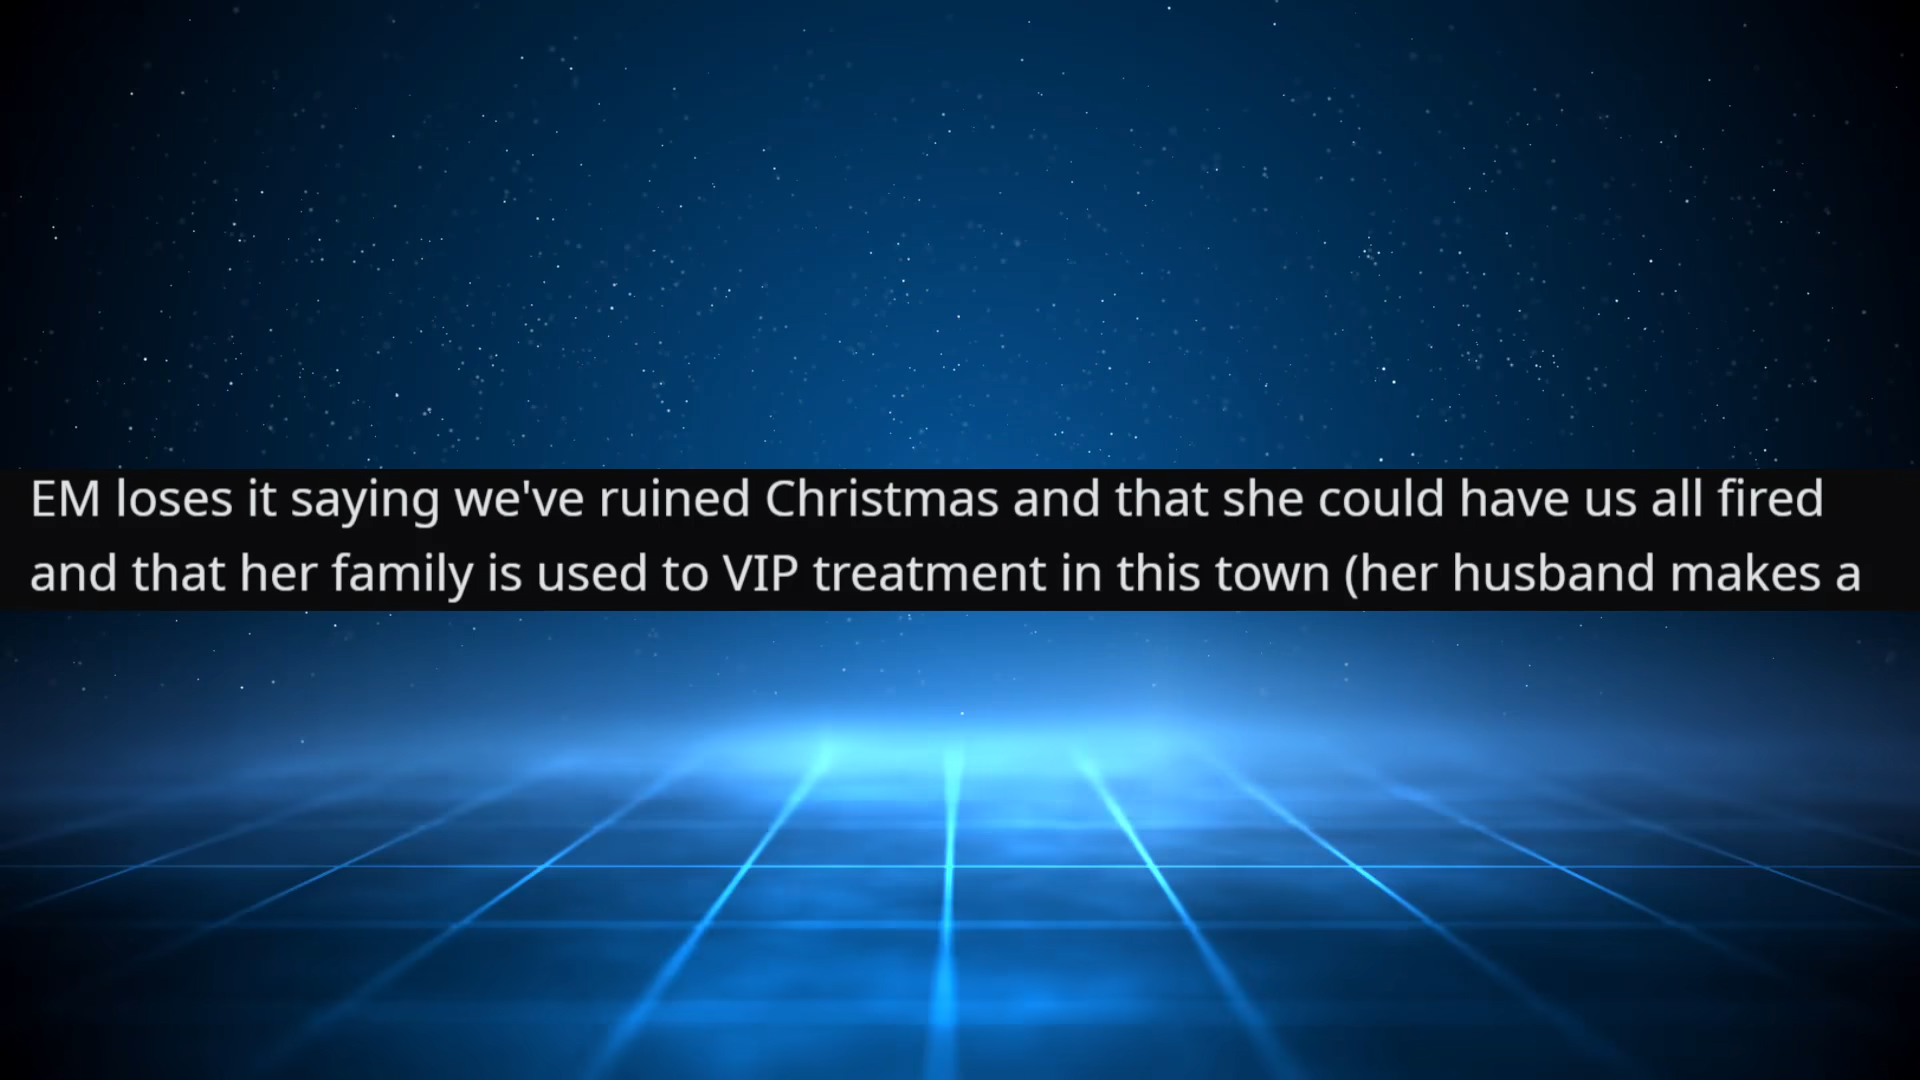 EM loses it saying we've ruined Christmas and that she could have us all fired
and that her family is used to VIP treatment in this town (her husband makes a